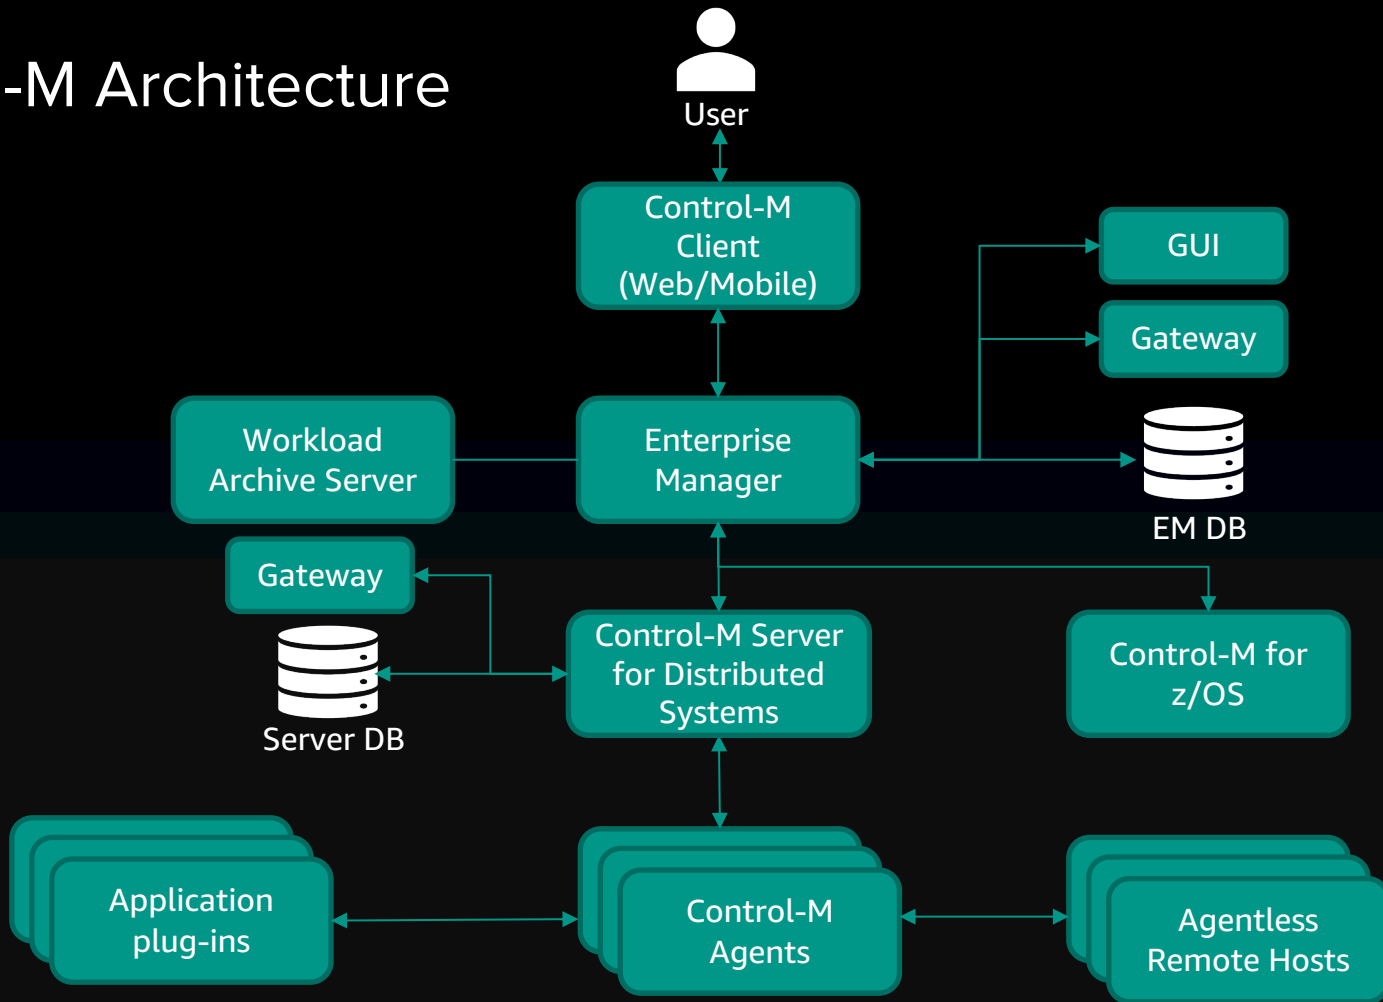 -M Architecture
User
Control-M
Client
(Web/Mobile)
GUI
Gateway
Workload
Archive Server
Enterprise
Manager
EM DB
Gateway
Server DB
Control-M Server
for Distributed
Systems
Control-M for
z/OS
Application
plug-ins
Control-M
Agents
Agentless
Remote Hosts